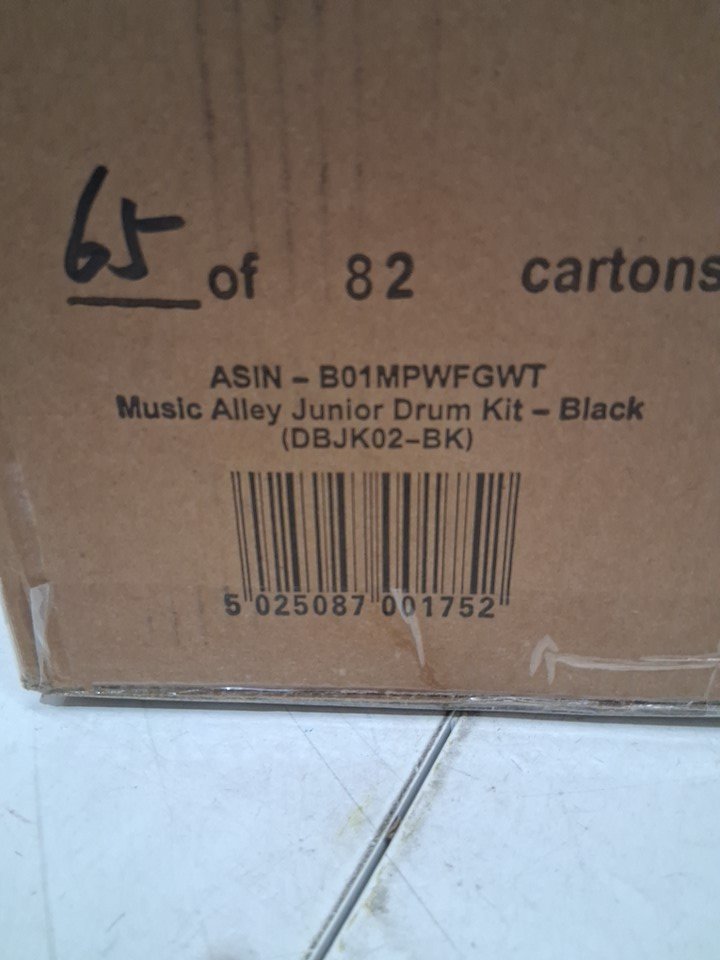 65 of 82 cartons
ASIN – B01MPWFGWT
Music Alley Junior Drum Kit – Black
(DBJK02–BK)
5 025087 001752